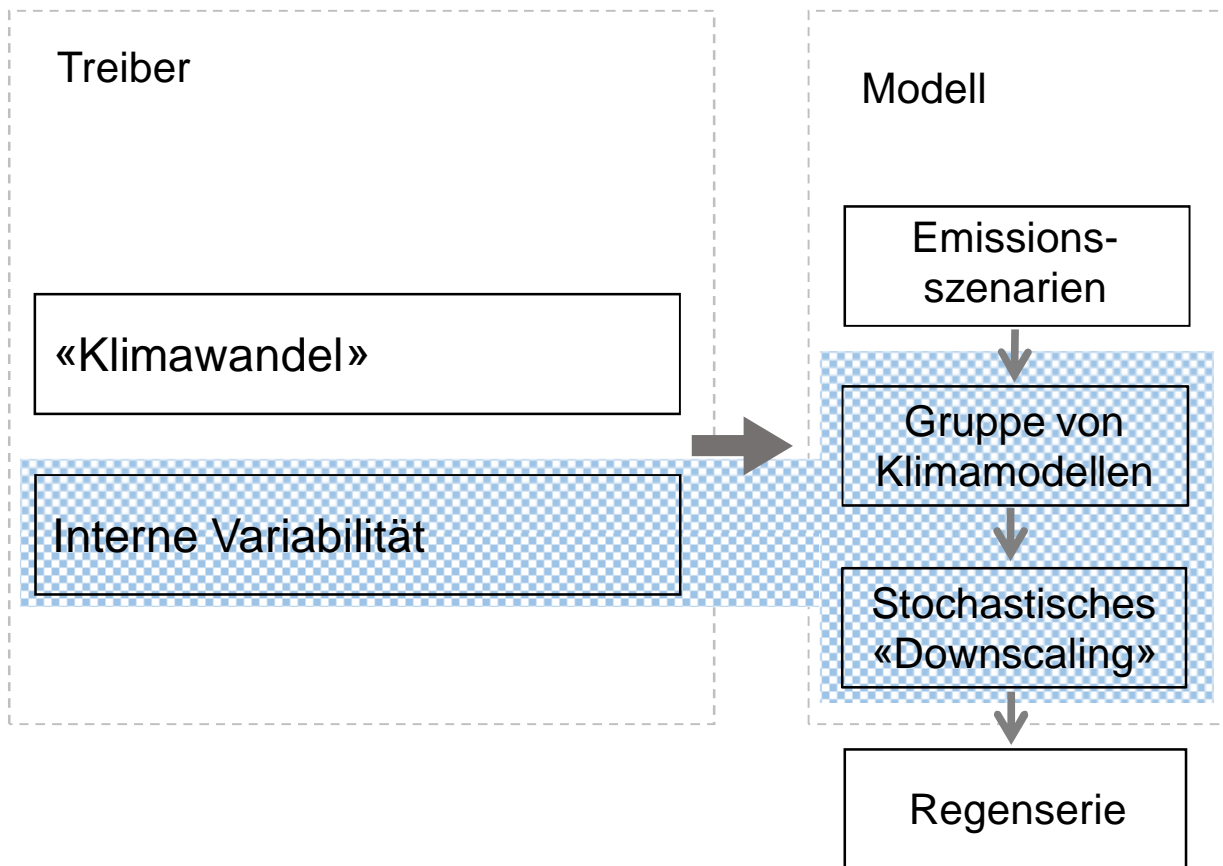 Treiber
«Klimawandel»
Interne Variabilität
Modell
Emissions-
szenarien
Gruppe von
Klimamodellen
Stochastisches
«Downscaling»
Regenserie